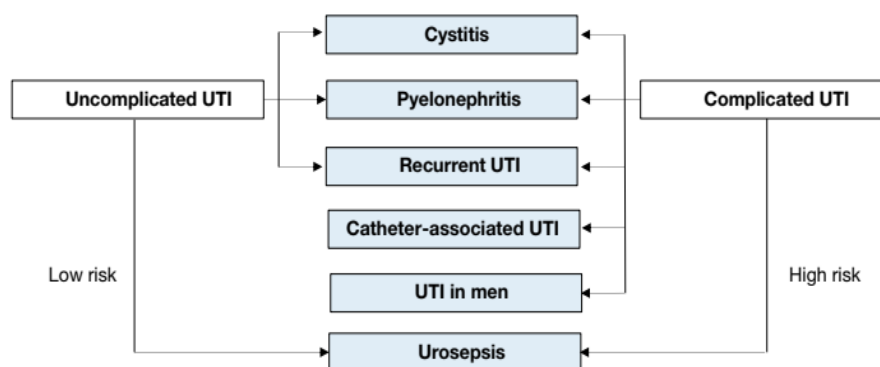 Cystitis
Uncomplicated UTI
Pyelonephritis
Complicated UTI
Recurrent UTI
Catheter-associated UTI
Low risk
UTI in men
High risk
Urosepsis